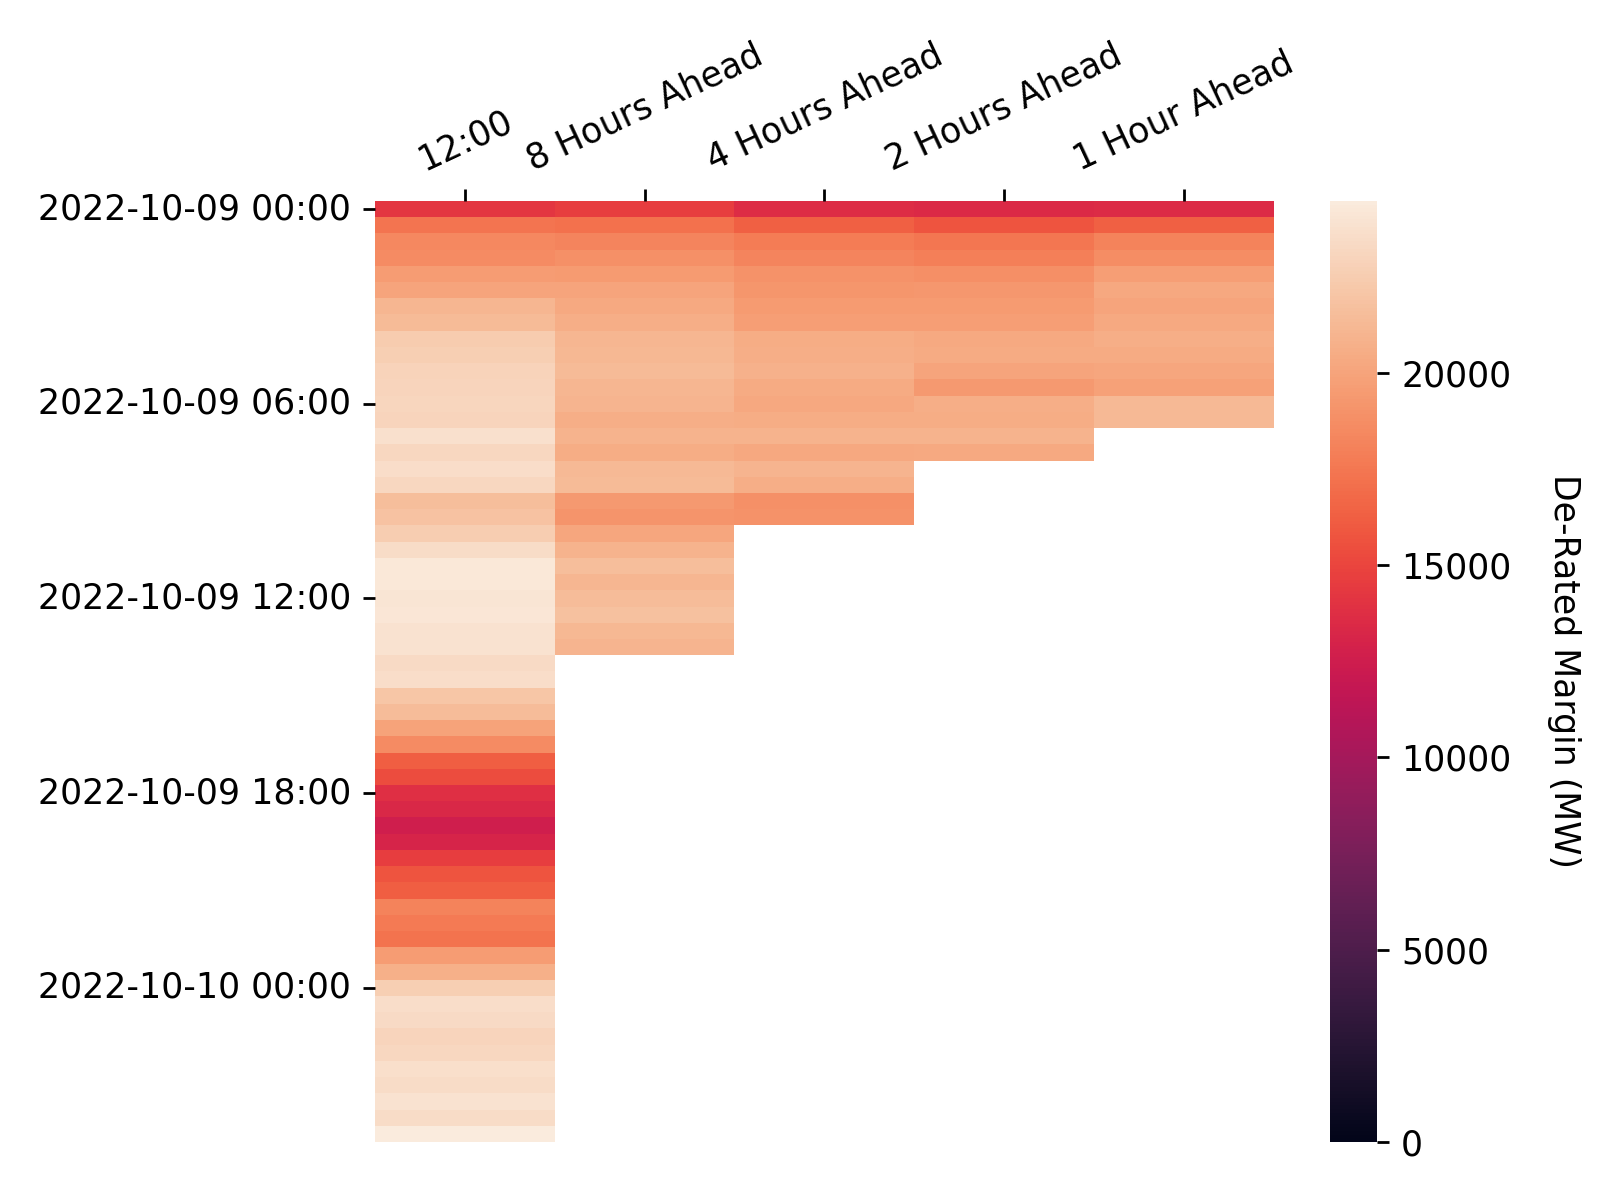 12:00
8 Hours Ahead
4 Hours Ahead
2 Hours Ahead
1 Hour Ahead
2022-10-09 00:00
2022-10-09 06:00
2022-10-09 12:00
2022-10-09 18:00
2022-10-10 00:00
20000
15000
10000
5000
0
De-Rated Margin (MW)